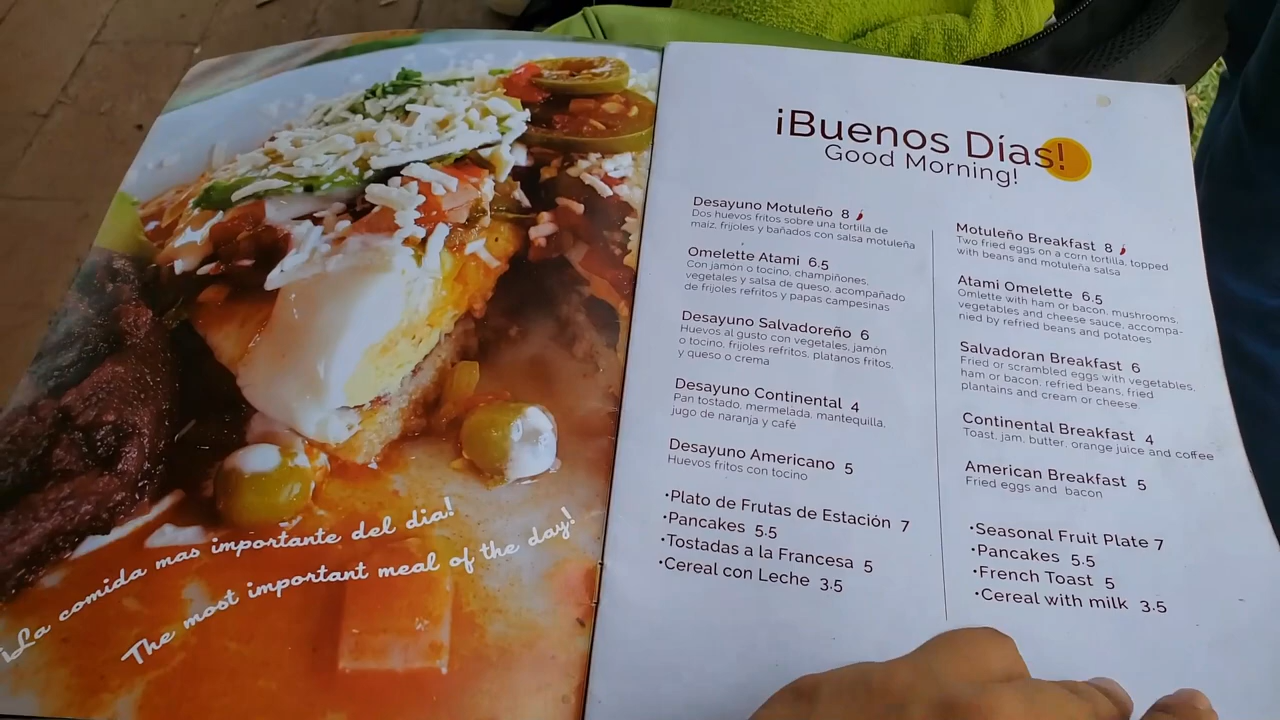 ¡La comida mas importante del dia!
The most important meal of the day!
¡Buenos Días!
Good Morning!
Desayuno Motuleño 8
Dos huevos fritos sobre una tortilla de
maíz, frijoles y bañados con salsa motuleña
Omelette Atami 6.5
Con jamón o tocino, champiñones,
vegetales y salsa de queso, acompañado
de frijoles refritos y papas campesinas
Desayuno Salvadoreño 6
Huevos al gusto con vegetales, jamón
o tocino, frijoles refritos, platanos fritos,
y queso o crema
Desayuno Continental 4
Pan tostado, mermelada, mantequilla,
jugo de naranja y café
Desayuno Americano 5
Huevos fritos con tocino
•Plato de Frutas de Estación 7
•Pancakes 5.5
•Tostadas a la Francesa 5
•Cereal con Leche 3.5
Motuleño Breakfast 8
Two fried eggs on a corn tortilla, topped
with beans and motuleña salsa
Atami Omelette 6.5
Omlette with ham or bacon, mushrooms,
vegetables and cheese sauce, accompa-
nied by refried beans and potatoes
Salvadoran Breakfast 6
Fried or scrambled eggs with vegetables,
ham or bacon, refried beans, fried
plantains and cream or cheese.
Continental Breakfast 4
Toast, jam, butter, orange juice and coffee
American Breakfast 5
Fried eggs and bacon
•Seasonal Fruit Plate 7
•Pancakes 5.5
•French Toast 5
•Cereal with milk 3.5